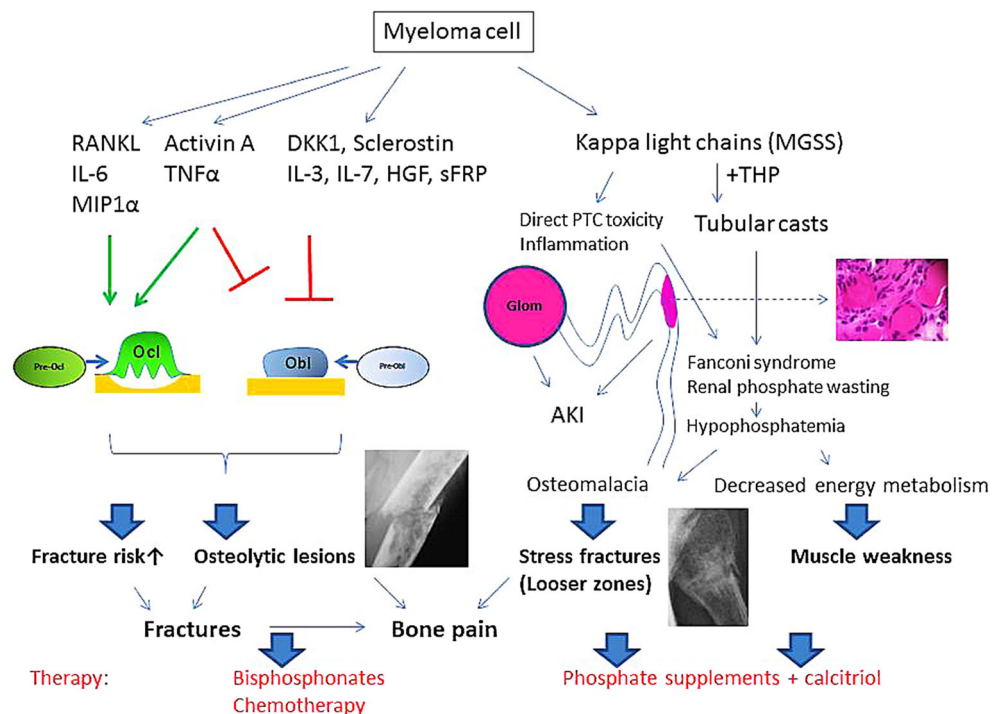 Myeloma cell
RANKL
IL-6
MIP1α
Activin A
TNFα
DKK1, Sclerostin
IL-3, IL-7, HGF, sFRP
Kappa light chains (MGSS)
+THP
Direct PTC toxicity
Inflammation
Tubular casts
Glom
Pre-Ocl
Ocl
Obl
Pre-Obl
Fanconi syndrome
Renal phosphate wasting
AKI
Hypophosphatemia
Osteomalacia
Decreased energy metabolism
Fracture risk↑
Osteolytic lesions
Stress fractures
(Looser zones)
Muscle weakness
Fractures
Bone pain
Therapy:
Bisphosphonates
Chemotherapy
Phosphate supplements + calcitriol